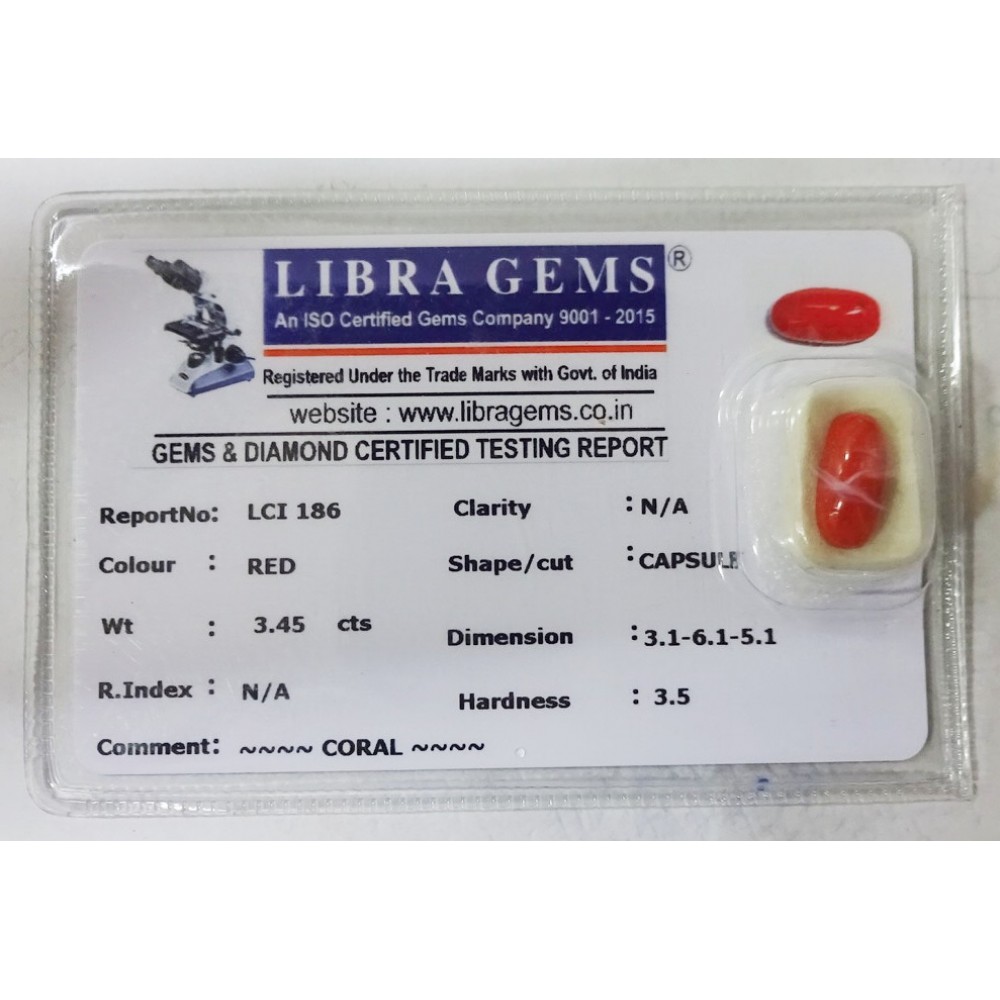 LIBRA GEMS ®
An ISO Certified Gems Company 9001 - 2015
Registered Under the Trade Marks with Govt. of India
website : www.libragems.co.in
GEMS & DIAMOND CERTIFIED TESTING REPORT
ReportNo: LCI 186 Clarity : N/A
Colour : RED Shape/cut : CAPSULE
Wt : 3.45 cts Dimension : 3.1-6.1-5.1
R.Index : N/A Hardness : 3.5
Comment: ~~~~ CORAL ~~~~